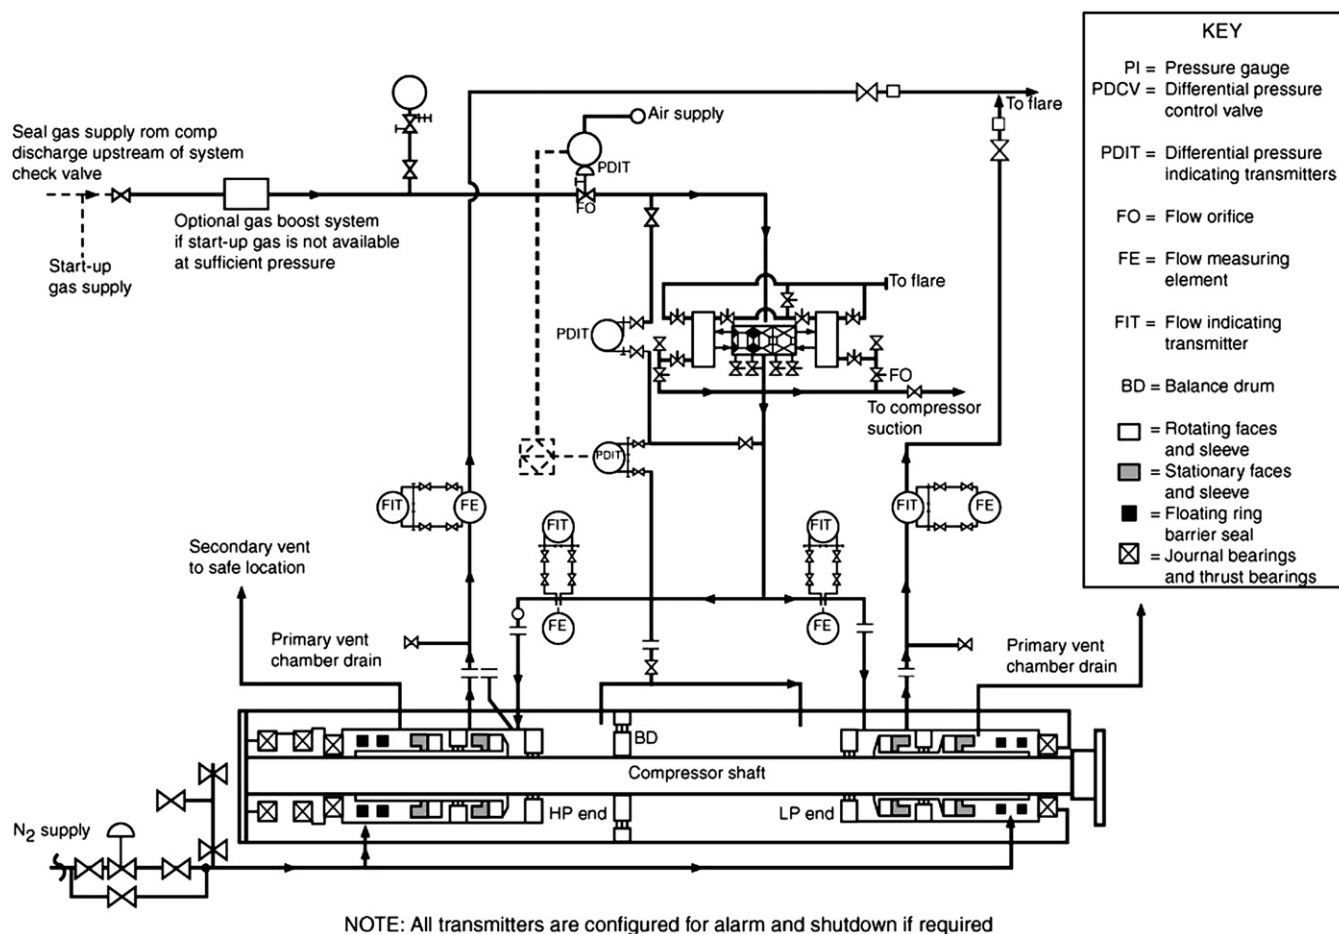 KEY
PI = Pressure gauge
PDCV = Differential pressure
control valve
PDIT = Differential pressure
indicating transmitters
FO = Flow orifice
FE = Flow measuring
element
FIT = Flow indicating
transmitter
BD = Balance drum
= Rotating faces
and sleeve
= Stationary faces
and sleeve
= Floating ring
barrier seal
= Journal bearings
and thrust bearings
To flare
Air supply
Seal gas supply rom comp
discharge upstream of system
check valve
PDIT
FO
Optional gas boost system
if start-up gas is not available
at sufficient pressure
Start-up
gas supply
To flare
PDIT
FO
To compressor
suction
PDIT
FIT
FE
FIT
FE
FIT
FIT
FE
FE
Secondary vent
to safe location
Primary vent
chamber drain
Primary vent
chamber drain
BD
Compressor shaft
HP end
LP end
N2 supply
NOTE: All transmitters are configured for alarm and shutdown if required